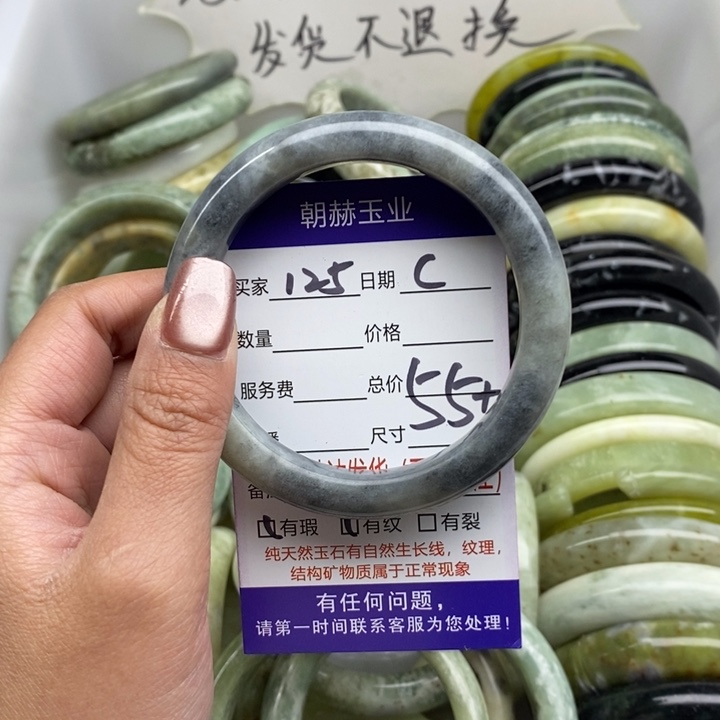 发货不退换
朝赫玉业
买家 125 日期 C
数量 价格
服务费 总价 55+
尺寸
有瑕 有纹 有裂
纯天然玉石有自然生长线，纹理，
结构矿物质属于正常现象
有任何问题，
请第一时间联系客服为您处理！